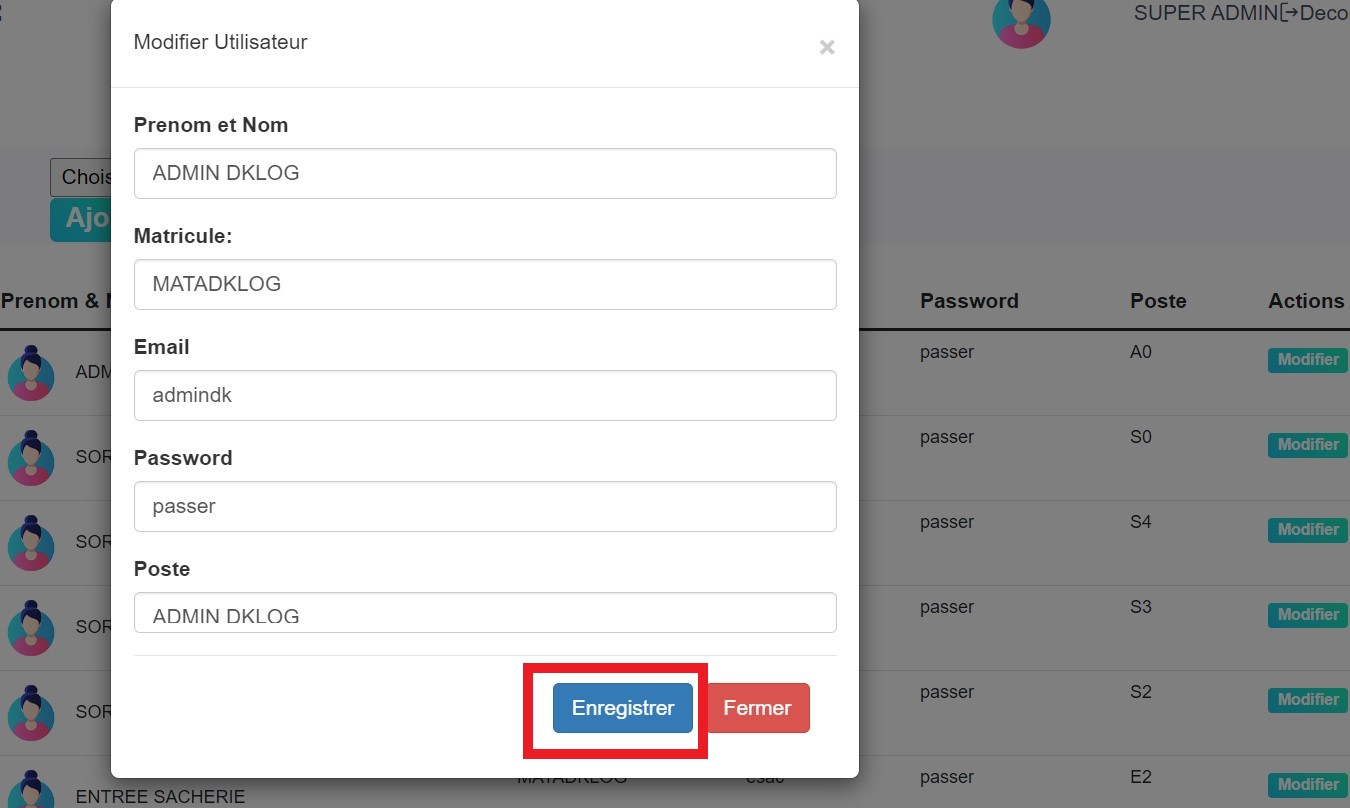 SUPER ADMIN Deco
Modifier Utilisateur
×
Prenom et Nom
ADMIN DKLOG
Chois
Ajo
Matricule:
MATADKLOG
Prenom &
Password Poste Actions
Email
admindk
ADM
passer A0 Modifier
SOR
passer S0 Modifier
Password
passer
SOR
passer S4 Modifier
Poste
ADMIN DKLOG
SOR
passer S3 Modifier
SOR
passer S2 Modifier
Enregistrer Fermer
ENTREE SACHERIE MATADKLOG
passer E2 Modifier